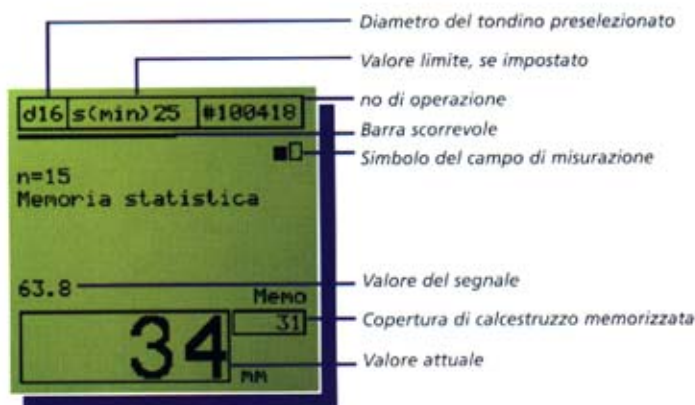 Diametro del tondino preselezionato
Valore limite, se impostato
d16 s(min)25 #100418
no di operazione
Barra scorrevole
Simbolo del campo di misurazione
n=15
Memoria statistica
63.8
Valore del segnale
Memo
31
Copertura di calcestruzzo memorizzata
34
mm
Valore attuale